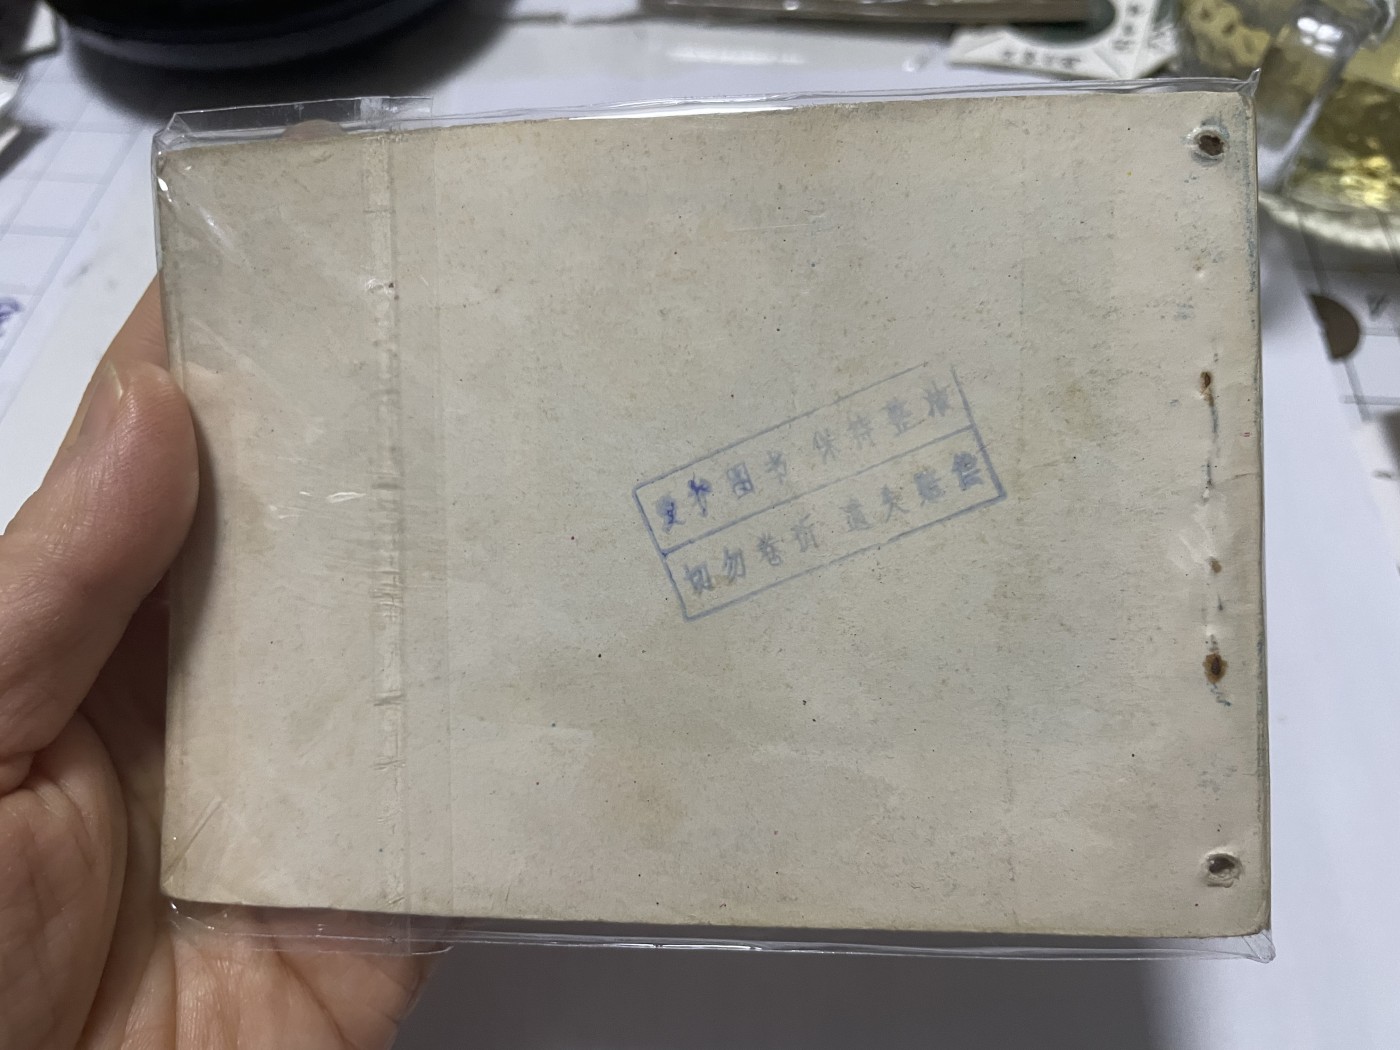 爱护图书 保持整洁
切勿卷折 遗失赔偿